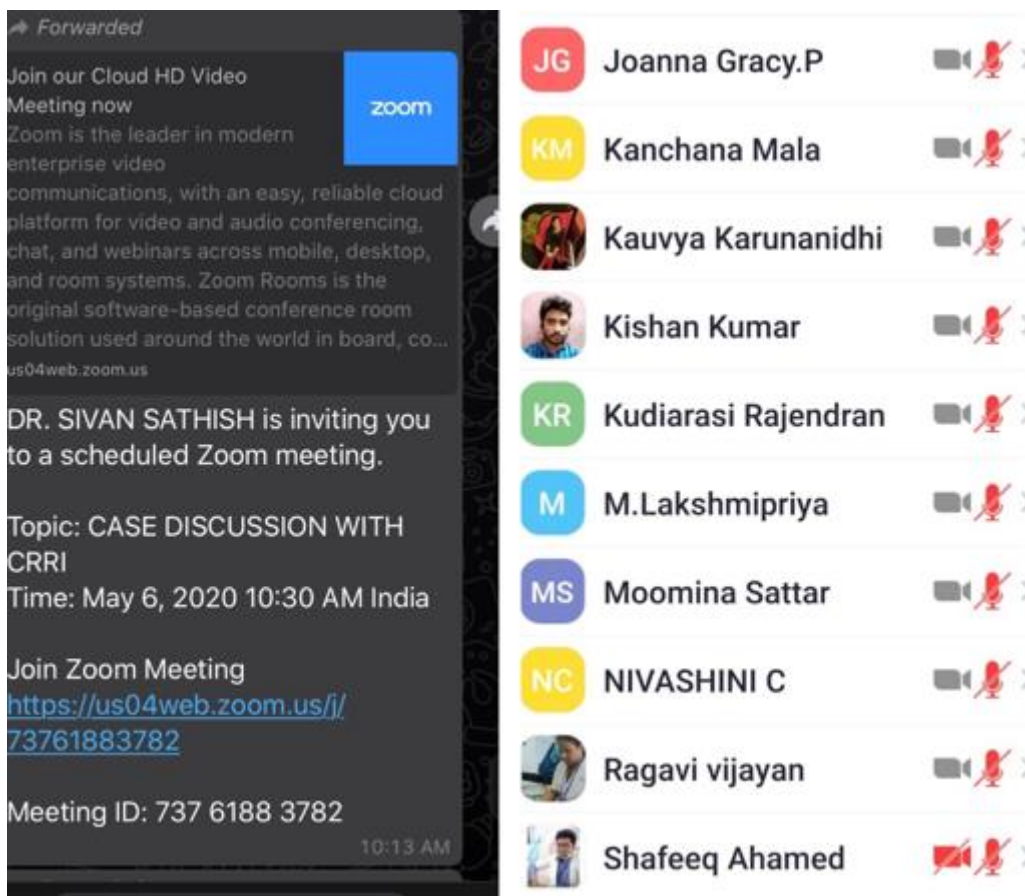 Forwarded
Join our Cloud HD Video
Meeting now
zoom
Zoom is the leader in modern
enterprise video
communications, with an easy, reliable cloud
platform for video and audio conferencing,
chat, and webinars across mobile, desktop,
and room systems. Zoom Rooms is the
original software-based conference room
solution used around the world in board, co...
us04web.zoom.us
DR. SIVAN SATHISH is inviting you
to a scheduled Zoom meeting.
Topic: CASE DISCUSSION WITH
CRRI
Time: May 6, 2020 10:30 AM India
Join Zoom Meeting
https://us04web.zoom.us/j/
73761883782
Meeting ID: 737 6188 3782
10:13 AM
JG Joanna Gracy.P
KM Kanchana Mala
Kauvya Karunanidhi
Kishan Kumar
KR Kudiarasi Rajendran
M M.Lakshmipriya
MS Moomina Sattar
NC NIVASHINI C
Ragavi vijayan
Shafeeq Ahamed